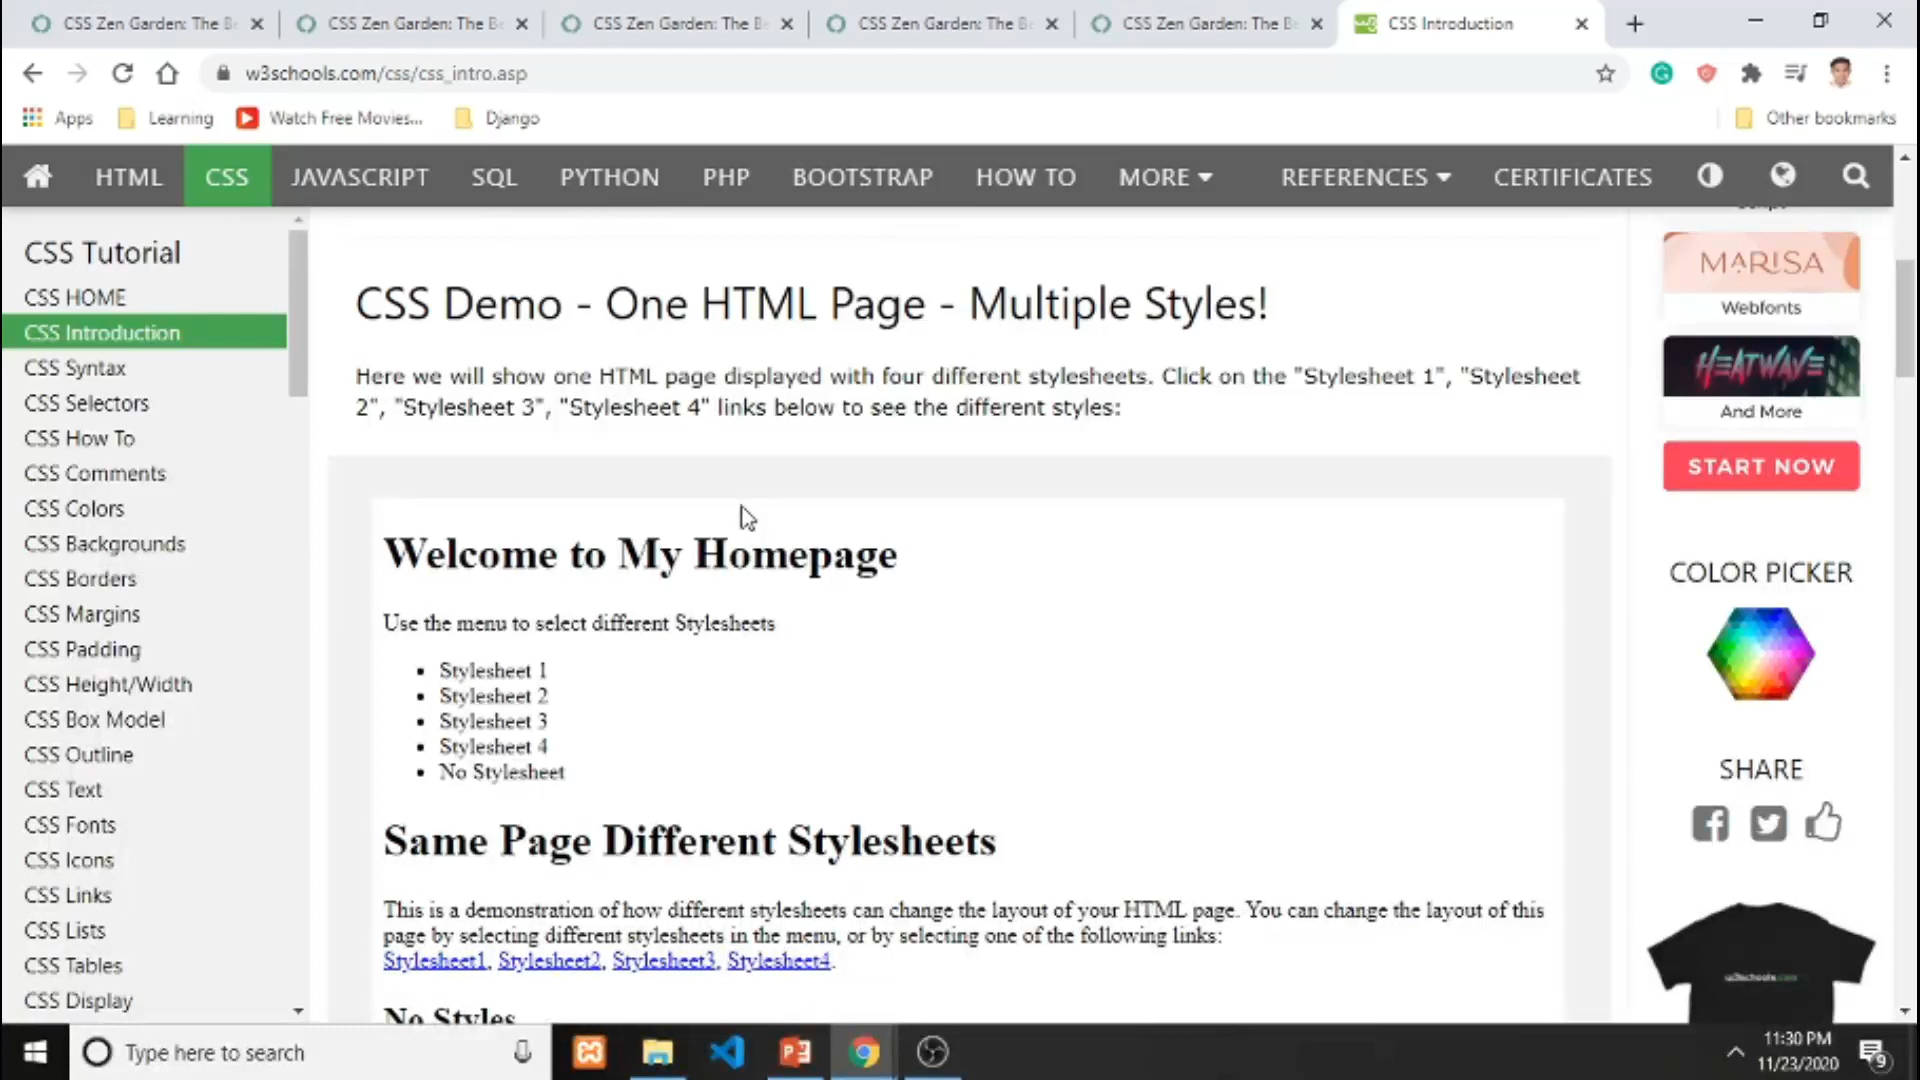 CSS Zen Garden: The Be
CSS Zen Garden: The Be
CSS Zen Garden: The Be
CSS Zen Garden: The Be
CSS Zen Garden: The Be
CSS Introduction
w3schools.com/css/css_intro.asp
Apps
Learning
Watch Free Movies...
Django
Other bookmarks
HTML
CSS
JAVASCRIPT
SQL
PYTHON
PHP
BOOTSTRAP
HOW TO
MORE
REFERENCES
CERTIFICATES
CSS Tutorial
CSS HOME
CSS Introduction
CSS Syntax
CSS Selectors
CSS How To
CSS Comments
CSS Colors
CSS Backgrounds
CSS Borders
CSS Margins
CSS Padding
CSS Height/Width
CSS Box Model
CSS Outline
CSS Text
CSS Fonts
CSS Icons
CSS Links
CSS Lists
CSS Tables
CSS Display
CSS Demo - One HTML Page - Multiple Styles!
Here we will show one HTML page displayed with four different stylesheets. Click on the "Stylesheet 1", "Stylesheet
2", "Stylesheet 3", "Stylesheet 4" links below to see the different styles:
Welcome to My Homepage
Use the menu to select different Stylesheets
Stylesheet 1
Stylesheet 2
Stylesheet 3
Stylesheet 4
No Stylesheet
Same Page Different Stylesheets
This is a demonstration of how different stylesheets can change the layout of your HTML page. You can change the layout of this
page by selecting different stylesheets in the menu, or by selecting one of the following links:
Stylesheet1, Stylesheet2, Stylesheet3, Stylesheet4.
No Styles
MARISA
Webfonts
HEATWAVE
And More
START NOW
COLOR PICKER
SHARE
w3schools.com
Type here to search
11:30 PM
11/23/2020
9